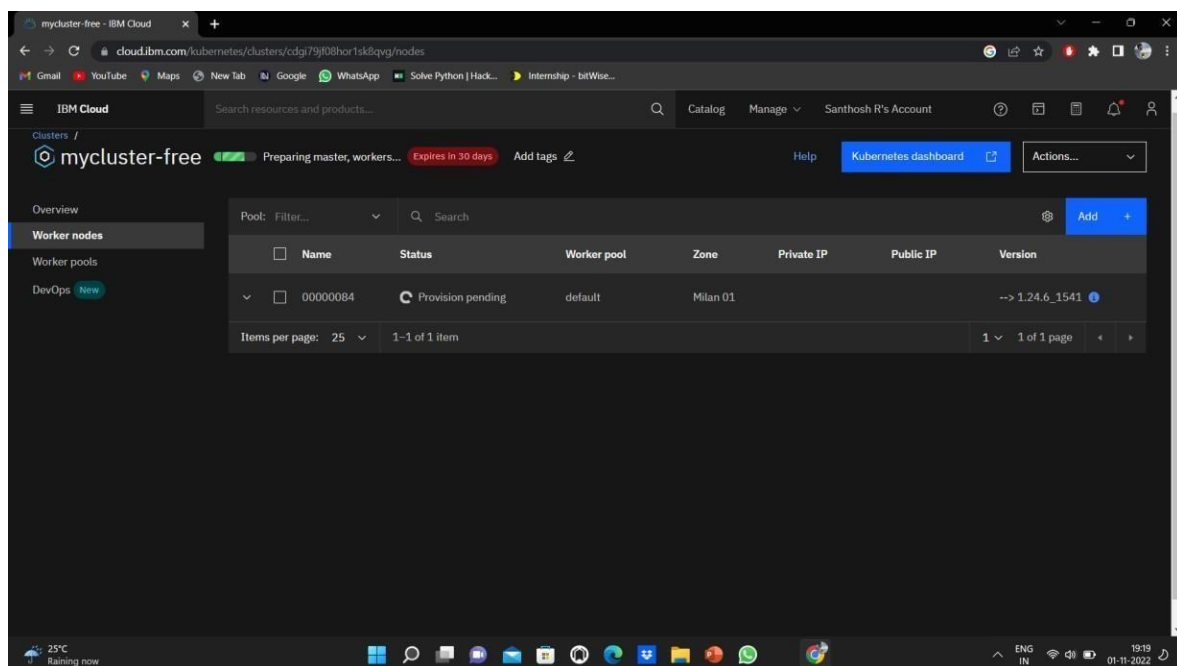 mycluster-free - IBM Cloud
cloud.ibm.com/kubernetes/clusters/cdgi79jf08hor1sk8qvg/nodes
Gmail YouTube Maps New Tab Google WhatsApp Solve Python | Hack... Internship - bitWise...
IBM Cloud Search resources and products... Catalog Manage Santhosh R's Account
Clusters /
mycluster-free Preparing master, workers... Expires in 30 days Add tags Help Kubernetes dashboard Actions...
Overview
Worker nodes
Worker pools
DevOps New
Pool: Filter... Search Add +
Name Status Worker pool Zone Private IP Public IP Version
00000084 Provision pending default Milan 01 --> 1.24.6_1541
Items per page: 25 1–1 of 1 item 1 1 of 1 page
25°C
Raining now
ENG
IN
19:19
01-11-2022